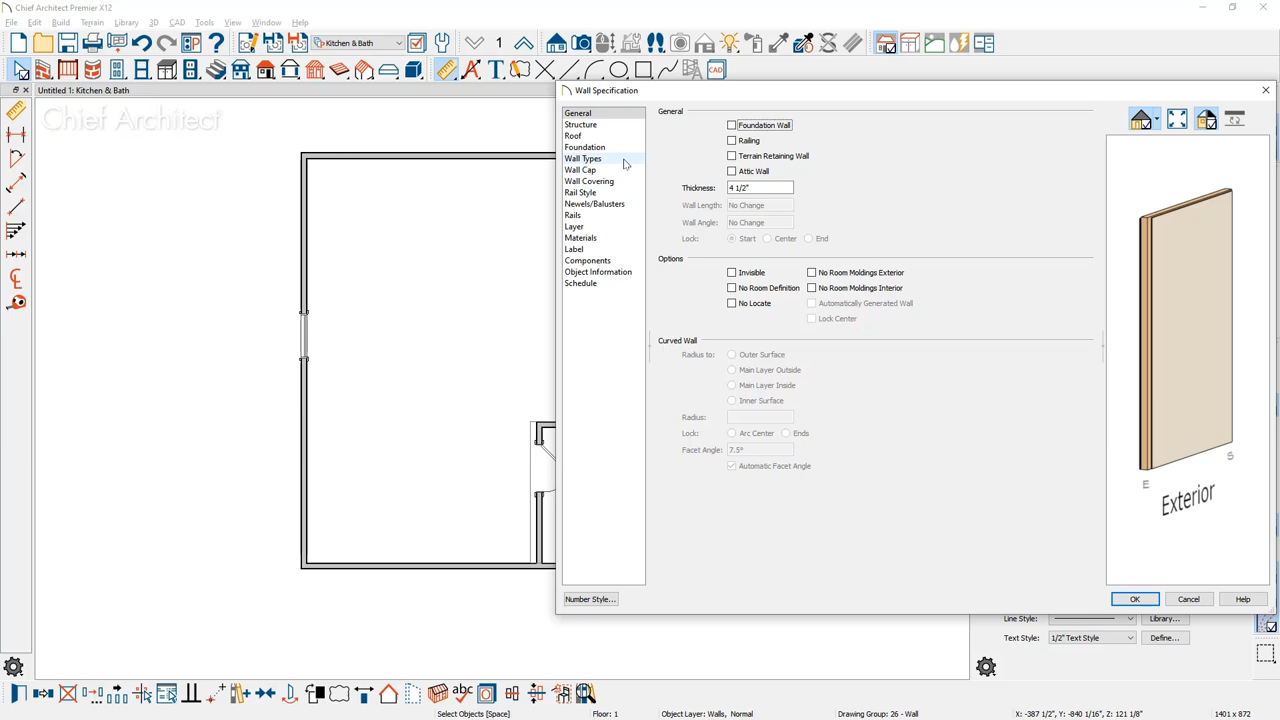 Chief Architect Premier X12
File Edit Build Terrain Library 3D CAD Tools View Window Help
Kitchen & Bath
1
CAD
Untitled 1: Kitchen & Bath
Chief Architect
Wall Specification
General
Structure
Roof
Foundation
Wall Types
Wall Cap
Wall Covering
Rail Style
Newels/Balusters
Rails
Layer
Materials
Label
Components
Object Information
Schedule
General
Foundation Wall
Railing
Terrain Retaining Wall
Attic Wall
Thickness: 4 1/2"
Wall Length: No Change
Wall Angle: No Change
Lock: Start Center End
Options
Invisible No Room Moldings Exterior
No Room Definition No Room Moldings Interior
No Locate Automatically Generated Wall
Lock Center
Curved Wall
Radius to: Outer Surface
Main Layer Outside
Main Layer Inside
Inner Surface
Radius:
Lock: Arc Center Ends
Facet Angle: 7.5°
Automatic Facet Angle
E
S
Exterior
Number Style...
OK Cancel Help
Line Style: Library...
Text Style: 1/2" Text Style Define...
abc
Select Objects [Space] Floor: 1 Object Layer: Walls, Normal Drawing Group: 26 - Wall X: -387 1/2", Y: -840 1/16", Z: 121 1/8" 1401 x 872